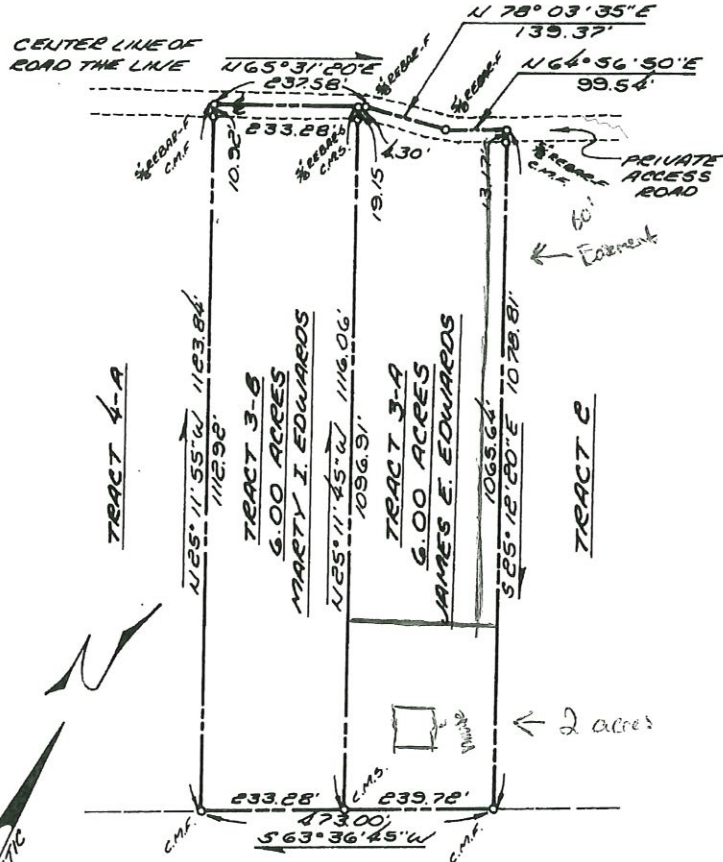 N 78° 03' 35" E
139.37'
CENTER LINE OF
ROAD THE LINE
N 65° 31' 20" E
237.58'
5/8 REBAR-F
N 64° 56' 50" E
99.54'
5/8 REBAR-F
233.28'
4.30'
5/8 REBAR-F
C.M.F.
10.92'
5/8 REBAR-S
C.M.S.
19.15
13.17'
5/8 REBAR-F
C.M.F.
PRIVATE
ACCESS
ROAD
60'
Easement
TRACT 4-A
N 25° 11' 55" W 1123.84'
1112.92'
TRACT 3-B
6.00 ACRES
MARTY I. EDWARDS
N 25° 11' 45" W 1116.06'
1096.91'
TRACT 3-A
6.00 ACRES
JAMES E. EDWARDS
1065.64'
S 25° 12' 20" E 1078.81'
TRACT 2
House
2 acres
C.M.S.
233.28'
239.72'
C.M.F.
473.00'
C.M.F.
S 63° 36' 45" W